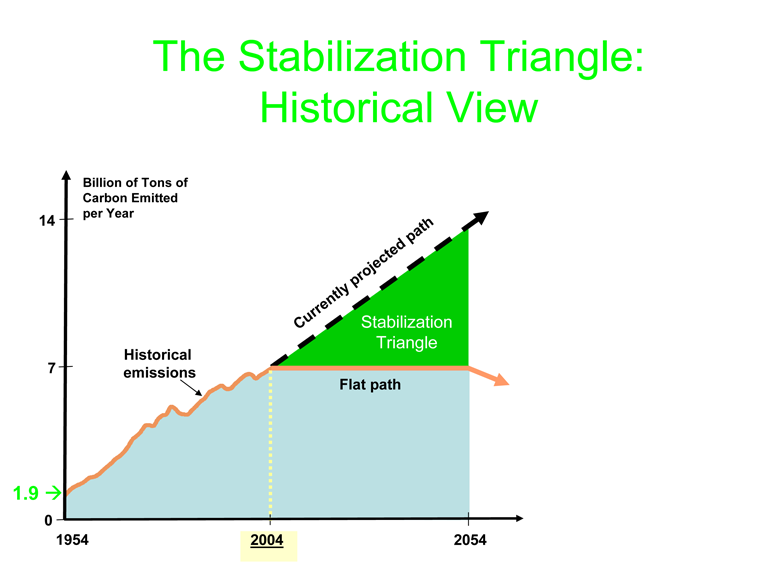 The Stabilization Triangle:
Historical View
Billion of Tons of
Carbon Emitted
per Year
14
Currently projected path
Stabilization
Triangle
Historical
emissions
7
Flat path
1.9 →
0
1954
2004
2054